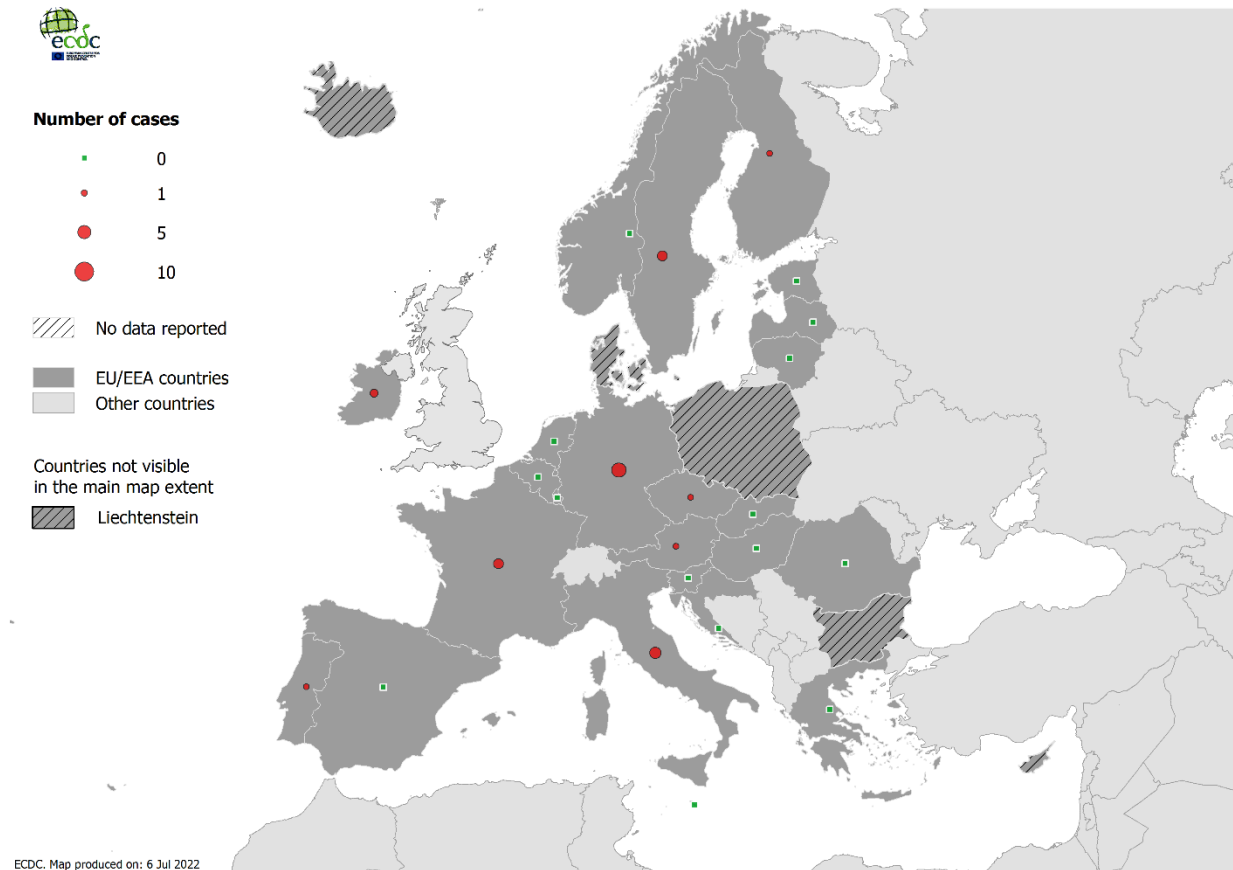 ecdc
Number of cases
0
1
5
10
No data reported
EU/EEA countries
Other countries
Countries not visible
in the main map extent
Liechtenstein
ECDC. Map produced on: 6 Jul 2022